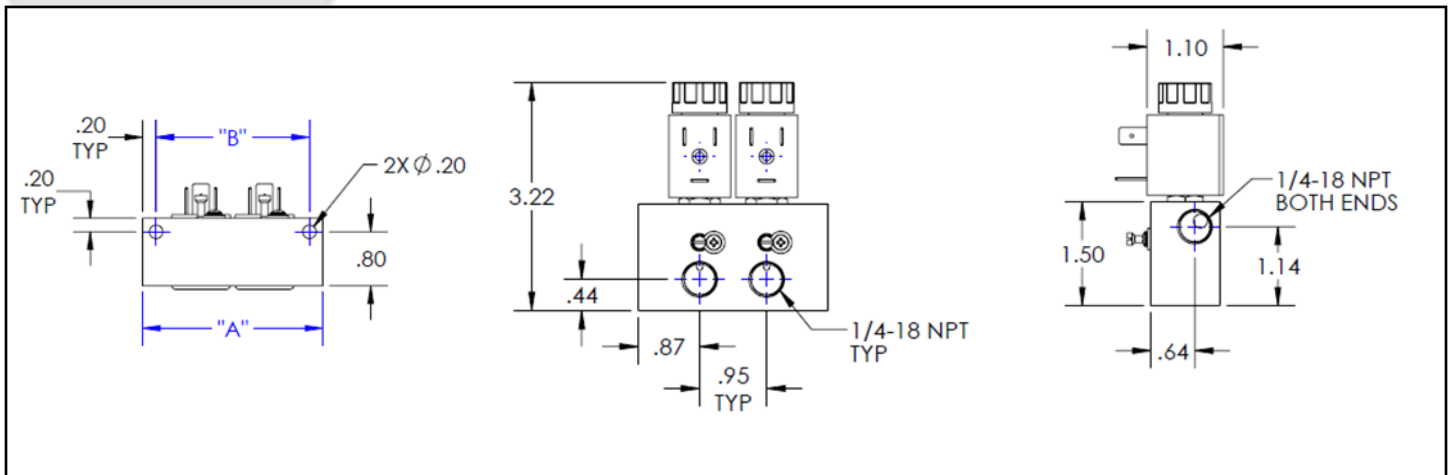 .20
TYP
"B"
2X Ø .20
.20
TYP
.80
"A"
3.22
.44
.87
.95
TYP
1/4-18 NPT
TYP
1.10
1/4-18 NPT
BOTH ENDS
1.50
1.14
.64